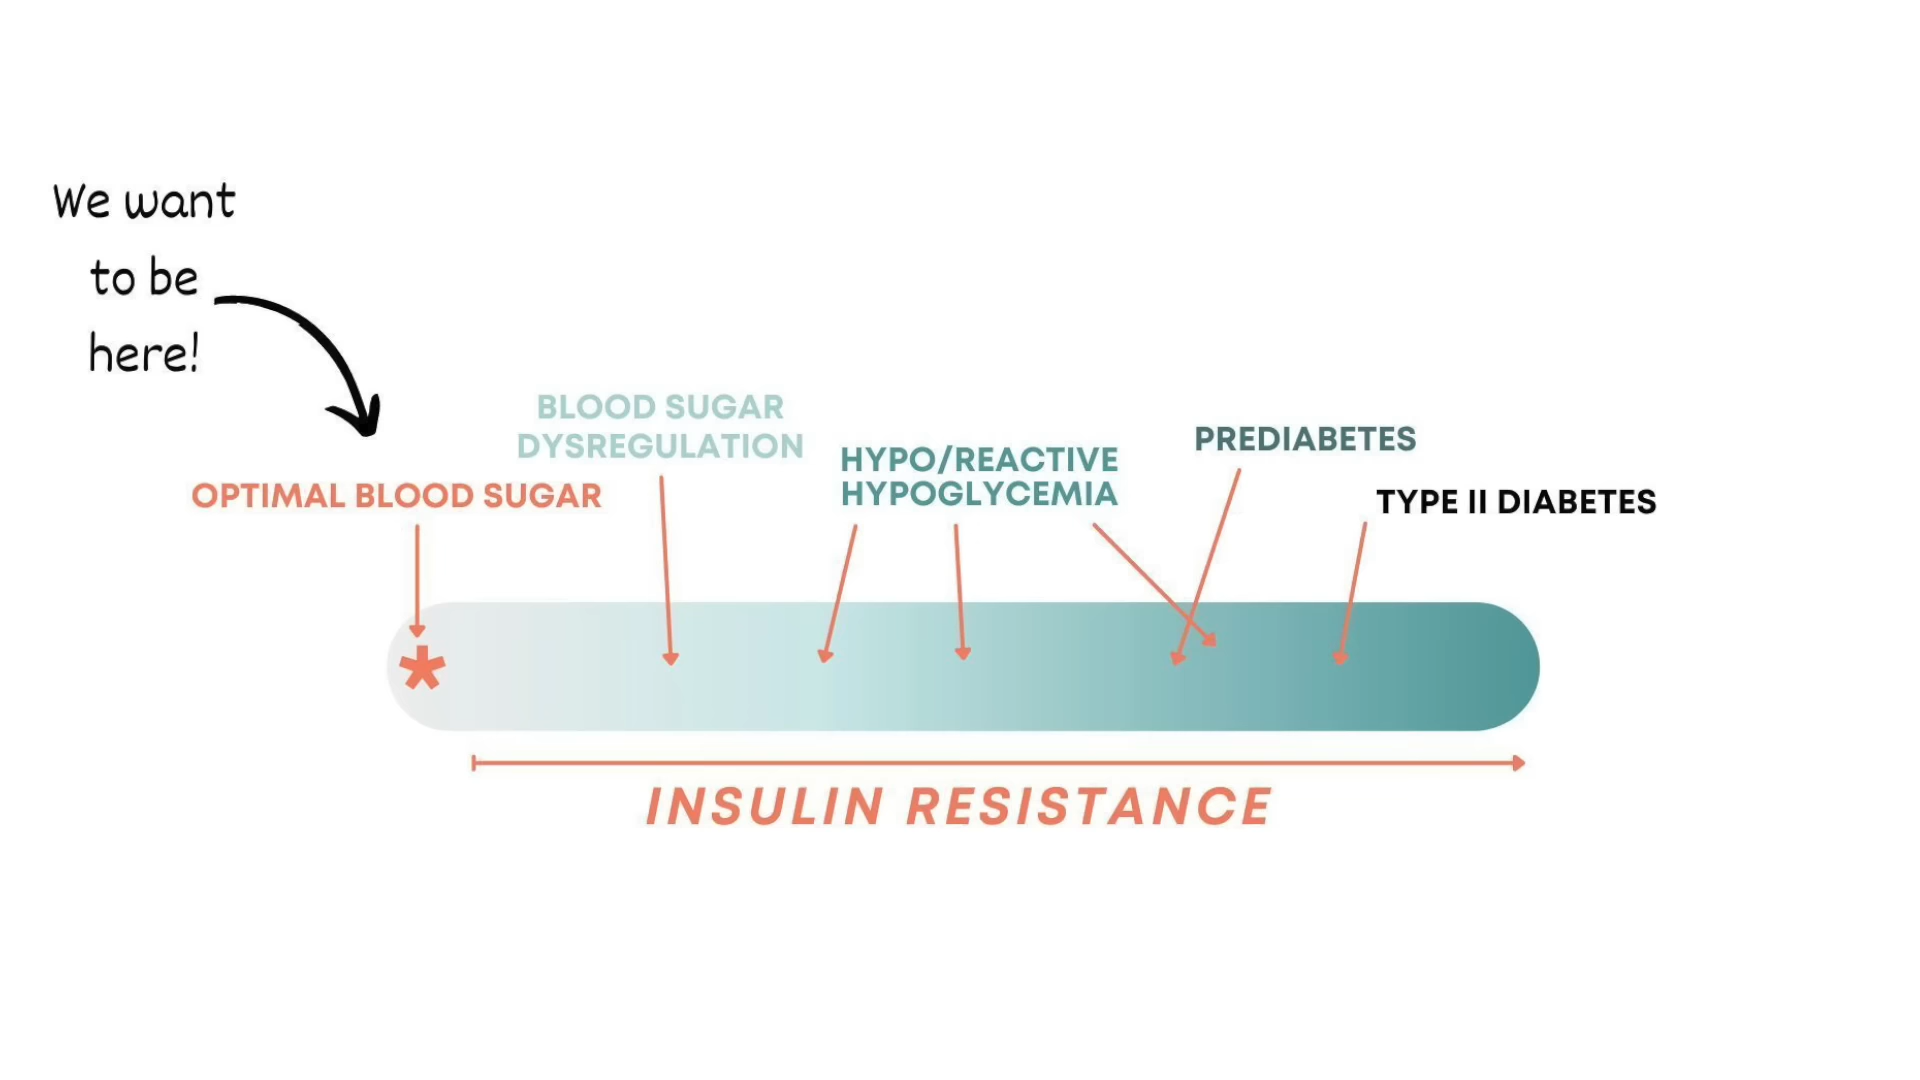 We want
to be
here!
BLOOD SUGAR
DYSREGULATION
OPTIMAL BLOOD SUGAR
HYPO/REACTIVE
HYPOGLYCEMIA
PREDIABETES
TYPE II DIABETES
*
INSULIN RESISTANCE